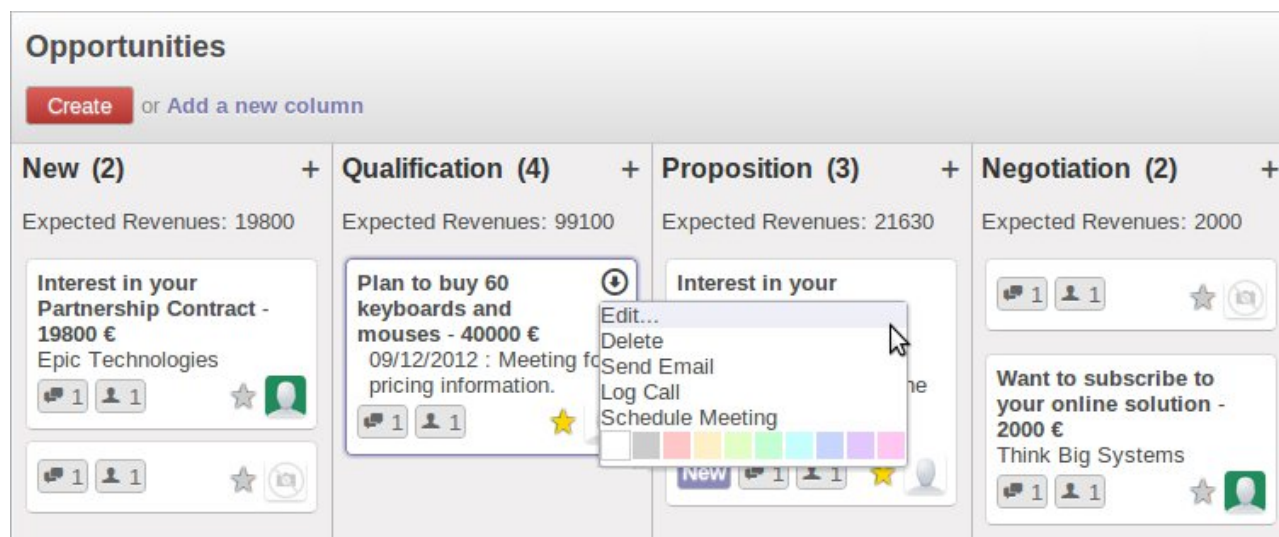 Opportunities
Create or Add a new column
New (2) +
Expected Revenues: 19800
Interest in your
Partnership Contract -
19800 €
Epic Technologies
1 1
1 1
Qualification (4) +
Expected Revenues: 99100
Plan to buy 60
keyboards and
mouses - 40000 €
09/12/2012 : Meeting fo
pricing information.
1 1
Edit...
Delete
Send Email
Log Call
Schedule Meeting
Proposition (3) +
Expected Revenues: 21630
Interest in your
New 1 1
Negotiation (2) +
Expected Revenues: 2000
1 1
Want to subscribe to
your online solution -
2000 €
Think Big Systems
1 1